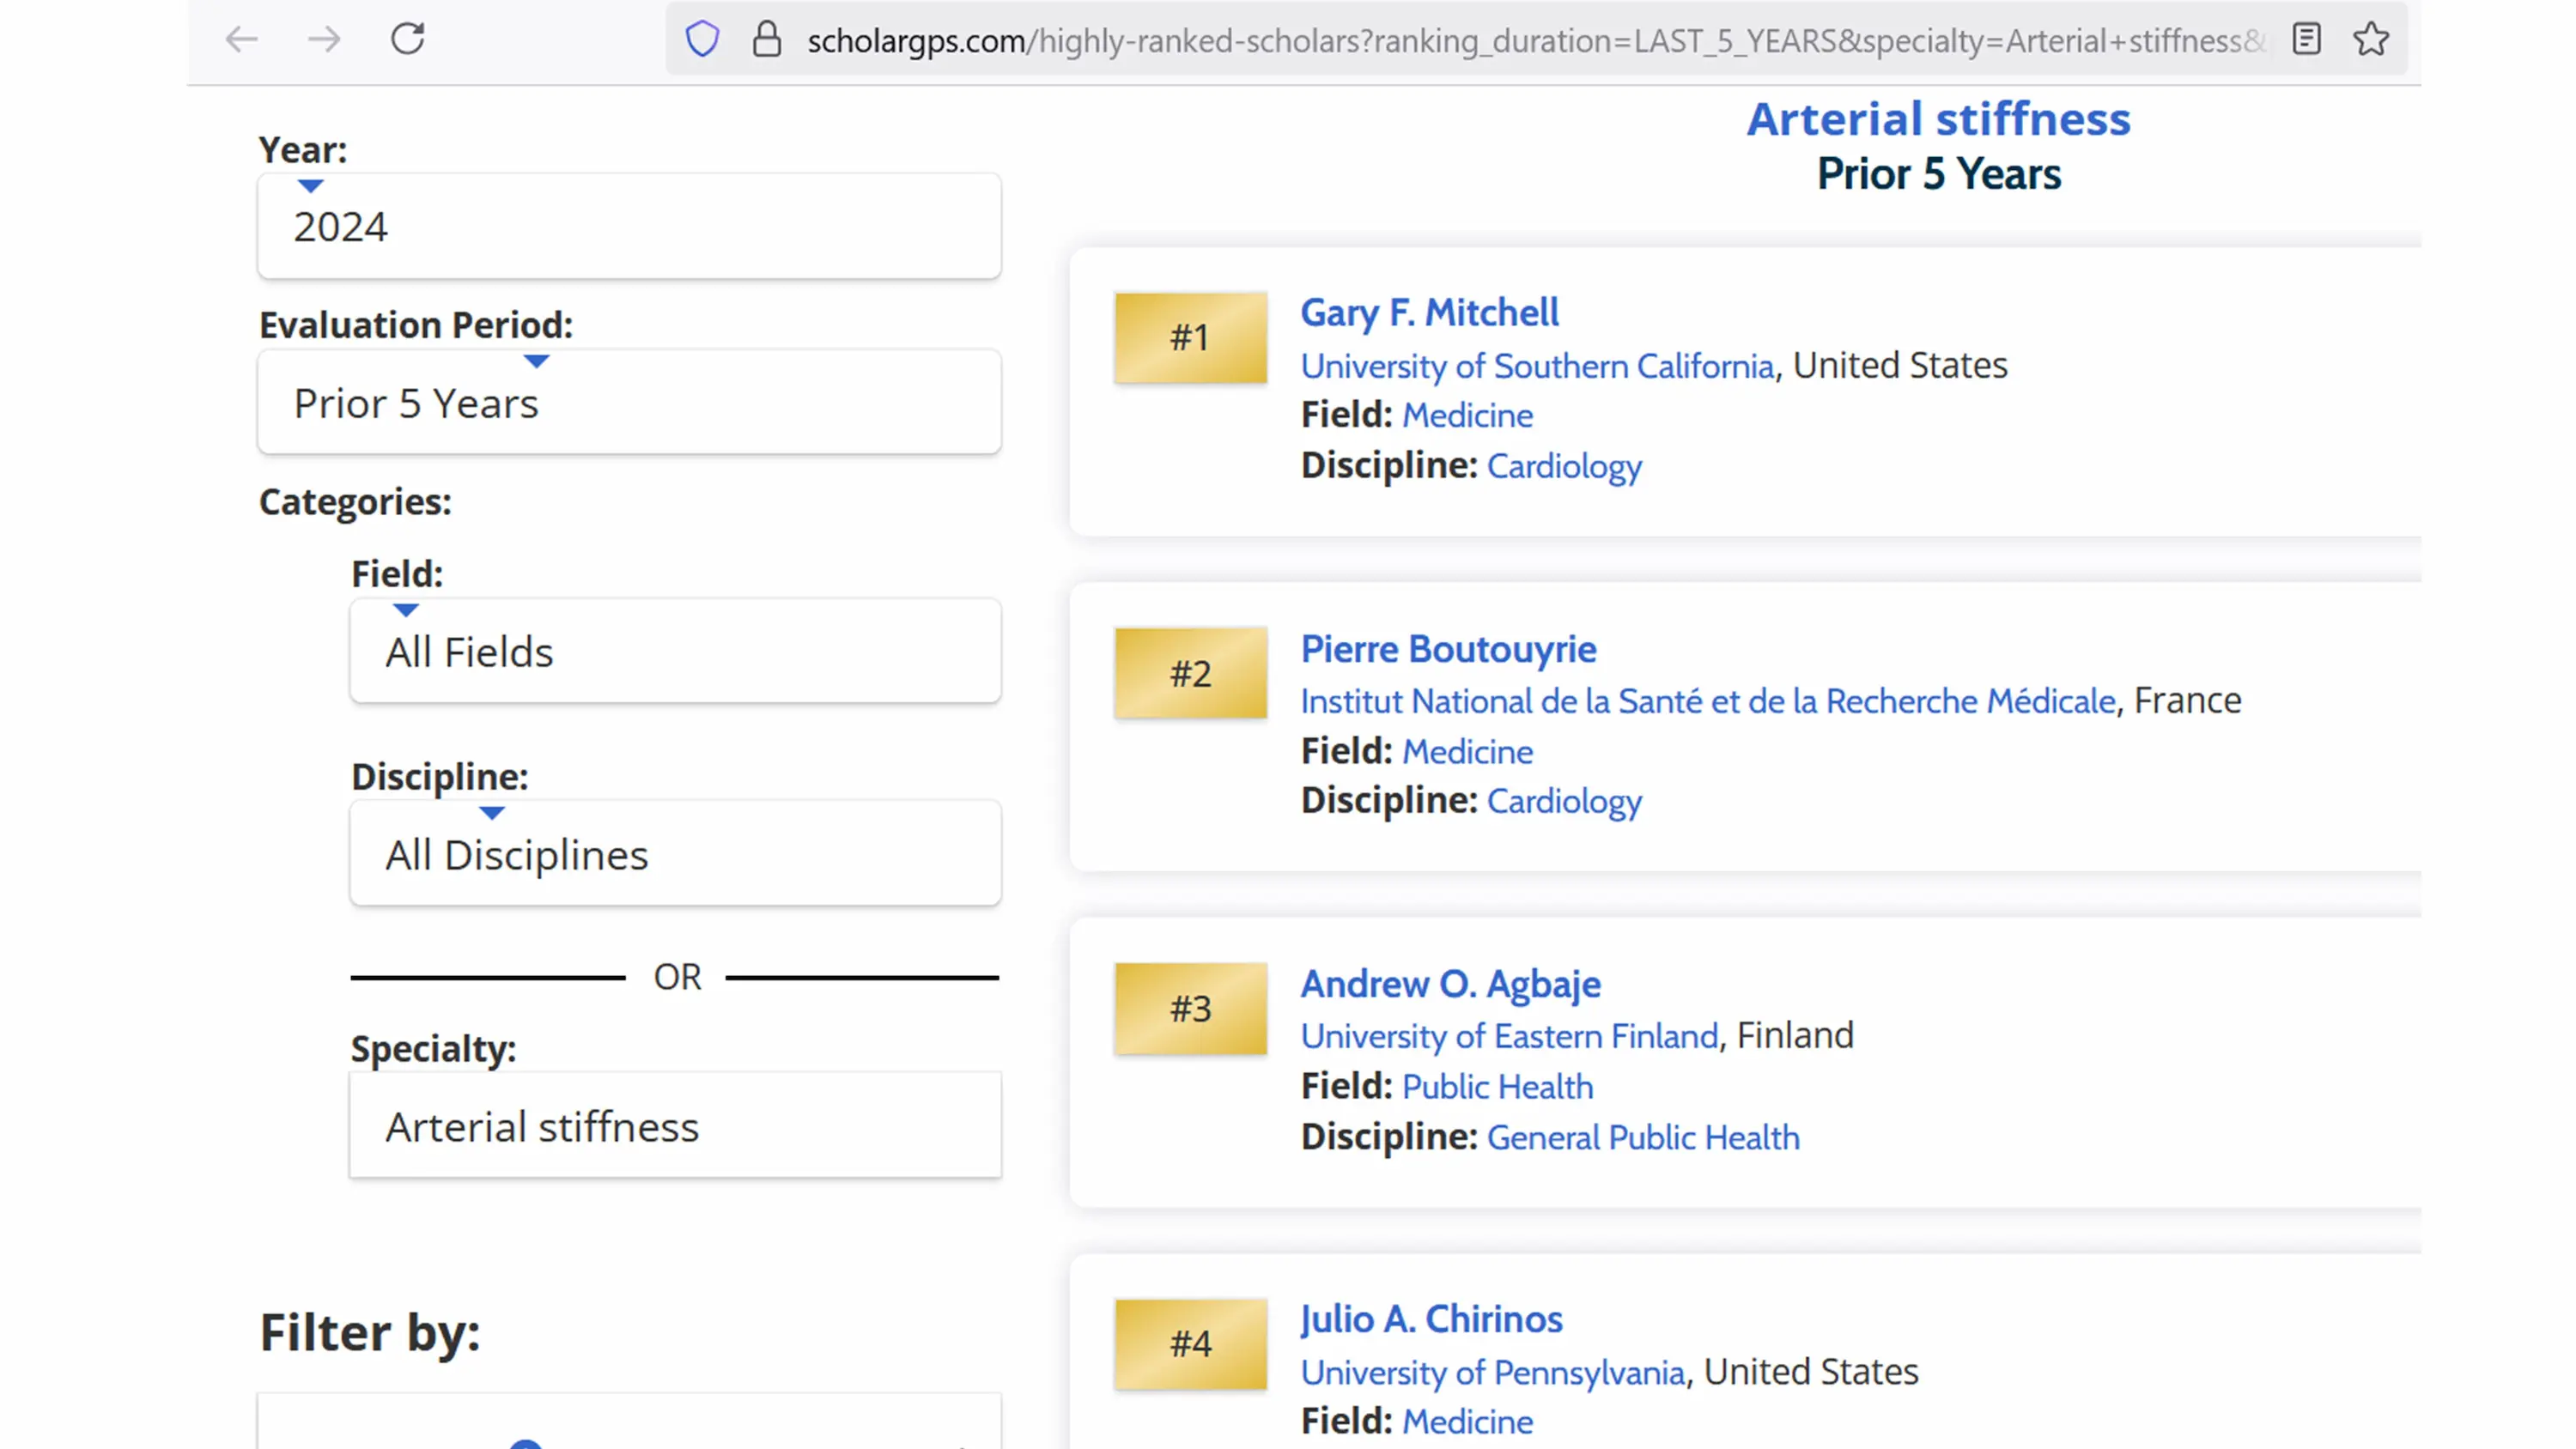 scholargps.com/highly-ranked-scholars?ranking_duration=LAST_5_YEARS&specialty=Arterial+stiffness&
Year:
2024
Evaluation Period:
Prior 5 Years
Categories:
Field:
All Fields
Discipline:
All Disciplines
OR
Specialty:
Arterial stiffness
Filter by:
Arterial stiffness
Prior 5 Years
#1
Gary F. Mitchell
University of Southern California, United States
Field: Medicine
Discipline: Cardiology
#2
Pierre Boutouyrie
Institut National de la Santé et de la Recherche Médicale, France
Field: Medicine
Discipline: Cardiology
#3
Andrew O. Agbaje
University of Eastern Finland, Finland
Field: Public Health
Discipline: General Public Health
#4
Julio A. Chirinos
University of Pennsylvania, United States
Field: Medicine